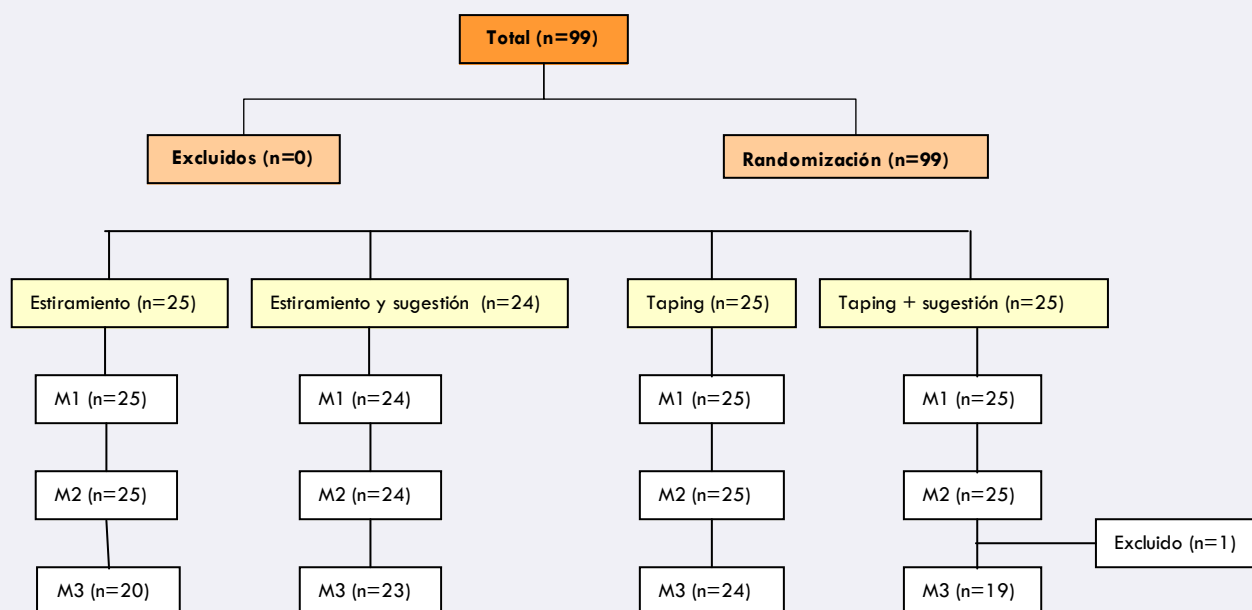 Total (n=99)
Excluidos (n=0)
Randomización (n=99)
Estiramiento (n=25)
Estiramiento y sugestión (n=24)
Taping (n=25)
Taping + sugestión (n=25)
M1 (n=25)
M1 (n=24)
M1 (n=25)
M1 (n=25)
M2 (n=25)
M2 (n=24)
M2 (n=25)
M2 (n=25)
Excluido (n=1)
M3 (n=20)
M3 (n=23)
M3 (n=24)
M3 (n=19)